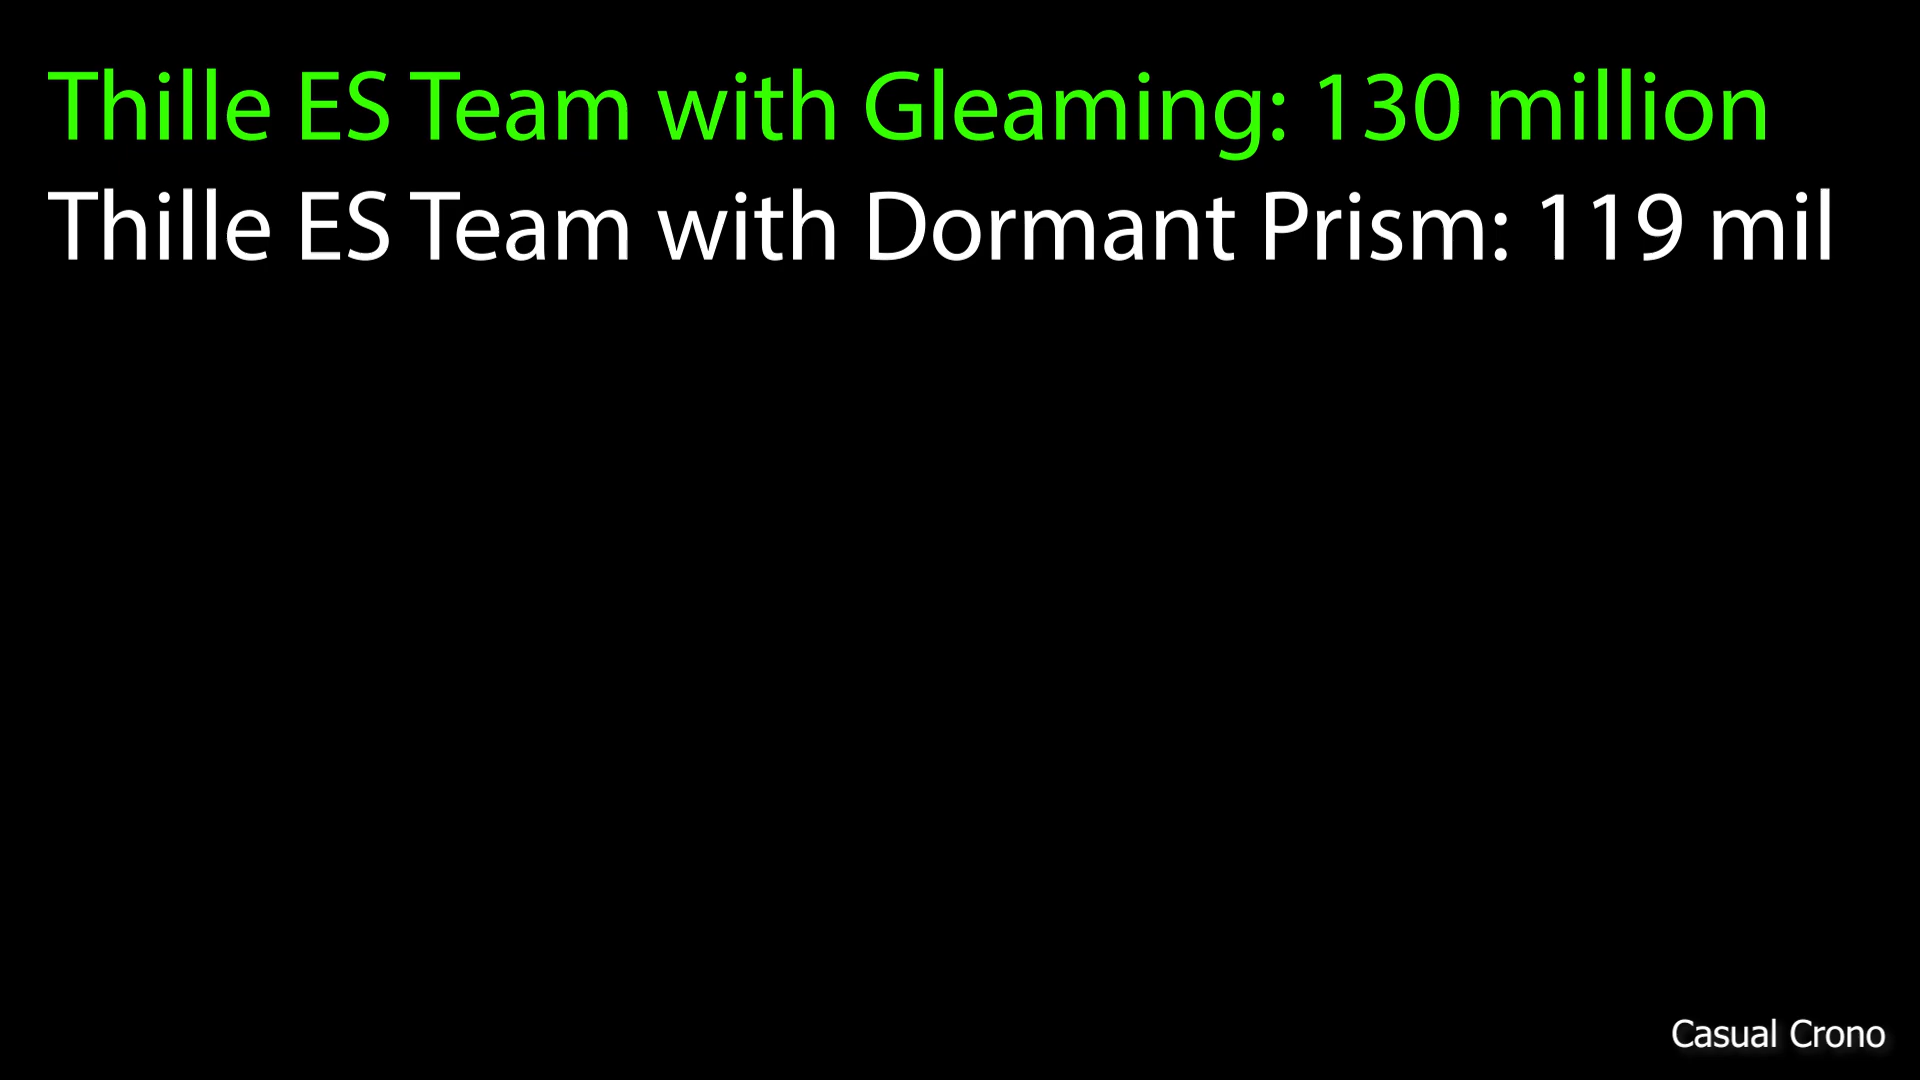 Thille ES Team with Gleaming: 130 million
Thille ES Team with Dormant Prism: 119 mil
Casual Crono